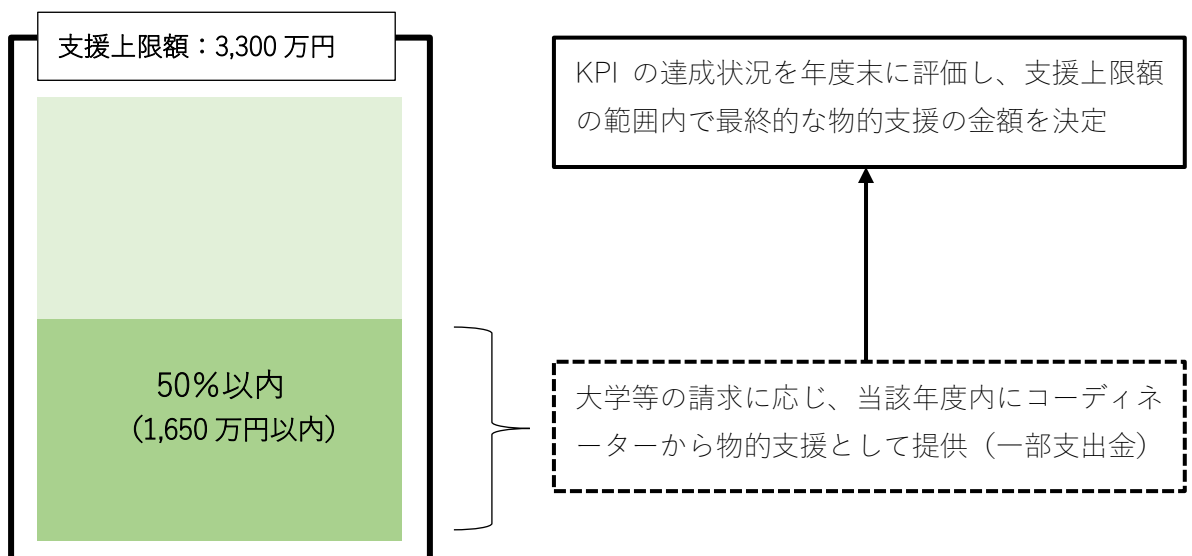 支援上限額：3,300 万円
KPI の達成状況を年度末に評価し、支援上限額
の範囲内で最終的な物的支援の金額を決定
50%以内
(1,650 万円以内)
大学等の請求に応じ、当該年度内にコーディネ
ーターから物的支援として提供（一部支出金）